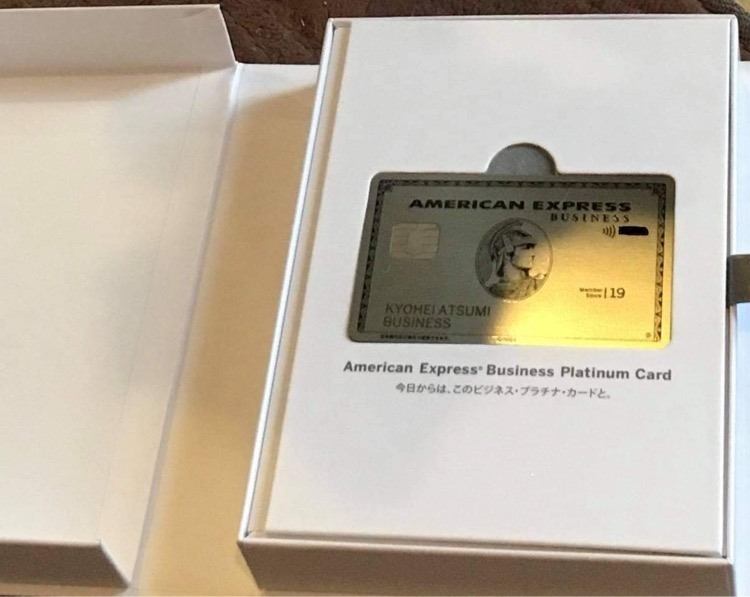 AMERICAN EXPRESS
BUSINESS
Member
Since 19
KYOHEI ATSUMI
BUSINESS
American Express® Business Platinum Card
今日からは、このビジネス・プラチナ・カードと。